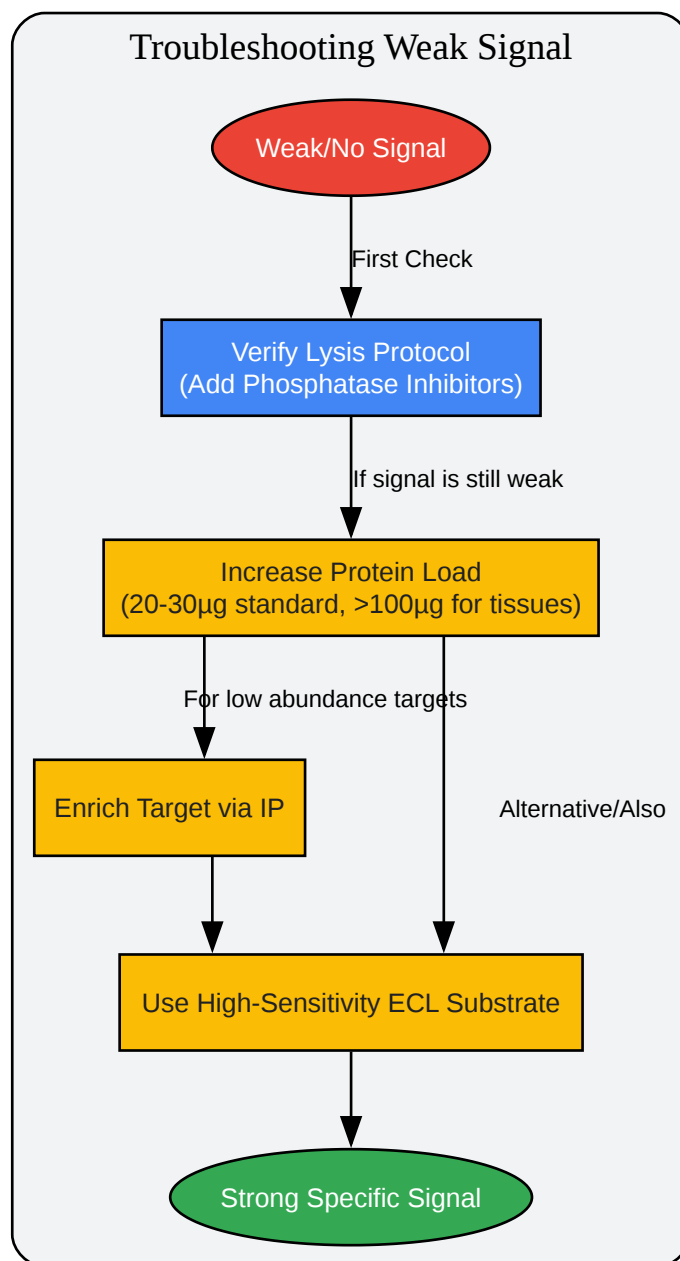 Troubleshooting Weak Signal
Weak/No Signal
First Check
Verify Lysis Protocol
(Add Phosphatase Inhibitors)
If signal is still weak
Increase Protein Load
(20-30µg standard, >100µg for tissues)
For low abundance targets
Enrich Target via IP
Alternative/Also
Use High-Sensitivity ECL Substrate
Strong Specific Signal